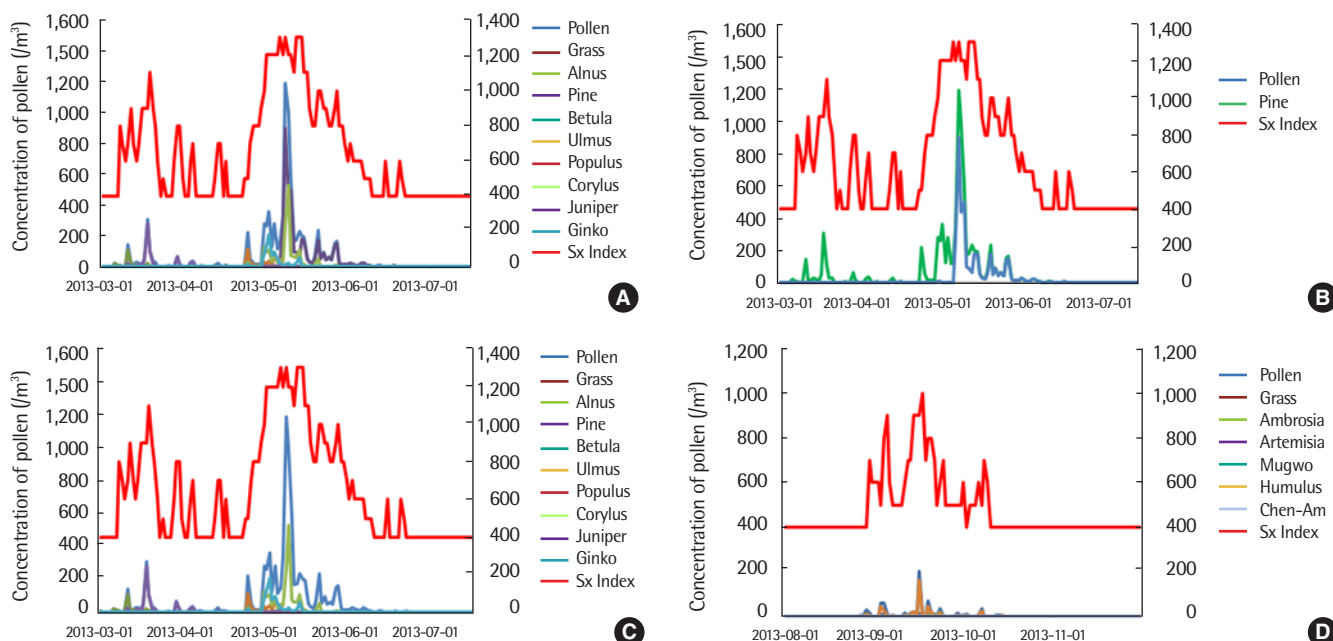 Concentration of pollen (/m³)
1,600
1,500
1,200
1,000
800
600
400
200
0
1,400
1,200
1,000
800
600
400
200
0
2013-03-01 2013-04-01 2013-05-01 2013-06-01 2013-07-01
Pollen
Grass
Alnus
Pine
Betula
Ulmus
Populus
Corylus
Juniper
Ginko
Sx Index
A
Concentration of pollen (/m³)
1,600
1,500
1,200
1,000
800
600
400
200
0
1,400
1,200
1,000
800
600
400
200
0
2013-03-01 2013-04-01 2013-05-01 2013-06-01 2013-07-01
Pollen
Pine
Sx Index
B
Concentration of pollen (/m³)
1,600
1,500
1,200
1,000
800
600
400
200
0
1,400
1,200
1,000
800
600
400
200
0
2013-03-01 2013-04-01 2013-05-01 2013-06-01 2013-07-01
Pollen
Grass
Alnus
Pine
Betula
Ulmus
Populus
Corylus
Juniper
Ginko
Sx Index
C
Concentration of pollen (/m³)
1,200
1,000
800
600
400
200
0
1,200
1,000
800
600
400
200
0
2013-08-01 2013-09-01 2013-10-01 2013-11-01
Pollen
Grass
Ambrosia
Artemisia
Mugwo
Humulus
Chen-Am
Sx Index
D